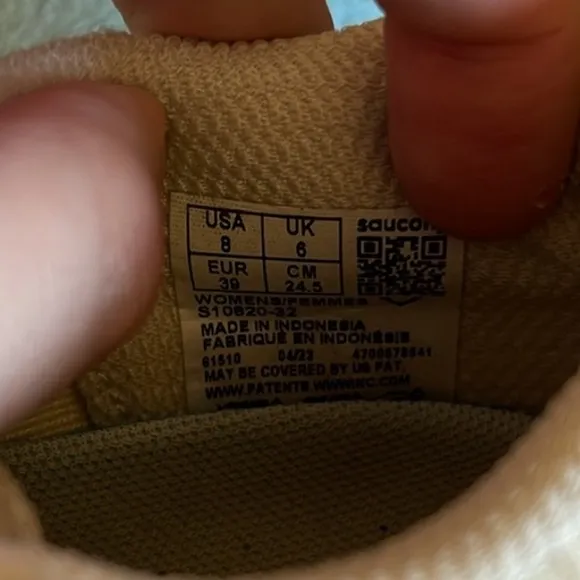 USA UK saucony
8 6
EUR CM
39 24.5
WOMENS/FEMMES
S10820-32
MADE IN INDONESIA
FABRIQUÉ EN INDONÉSIE
61510 04/23
MAY BE COVERED BY US PAT.